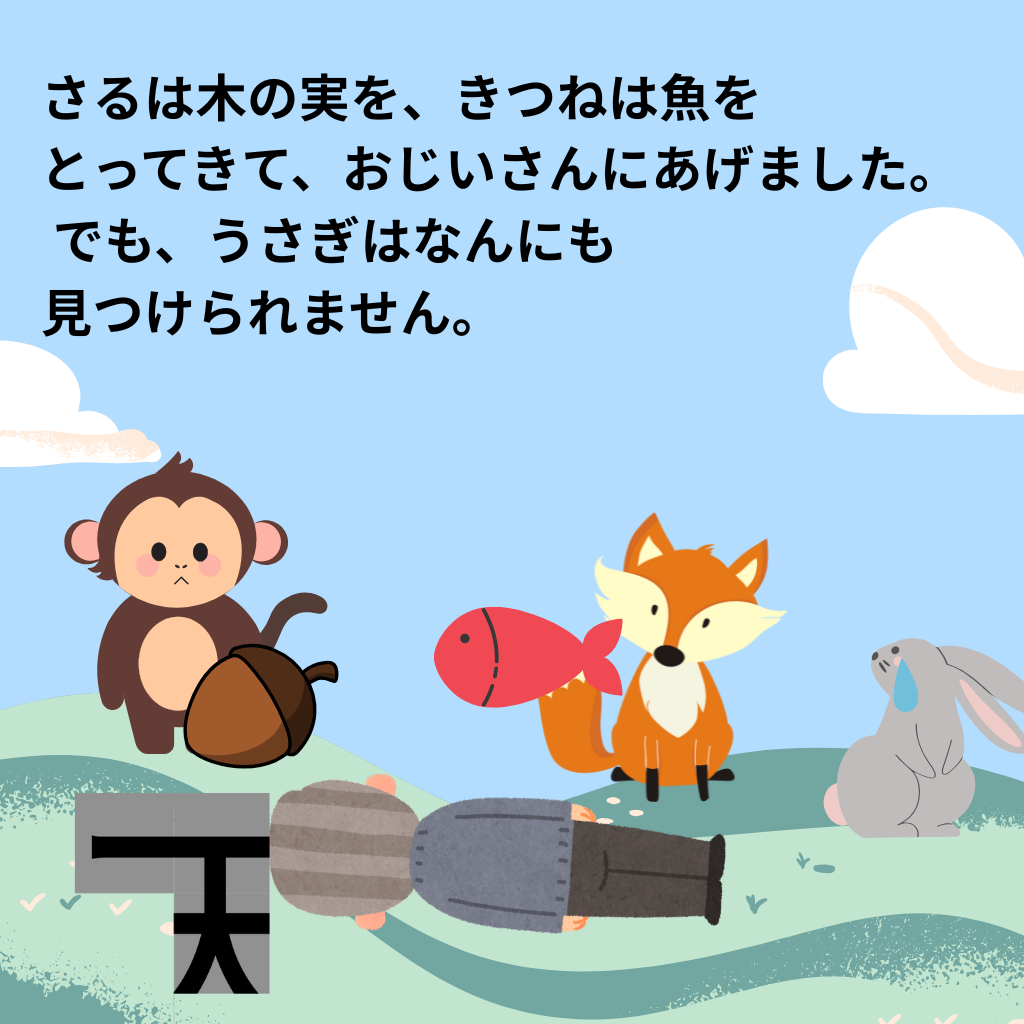 さるは木の実を、きつねは魚を
とってきて、おじいさんにあげました。
でも、うさぎはなんにも
見つけられません。